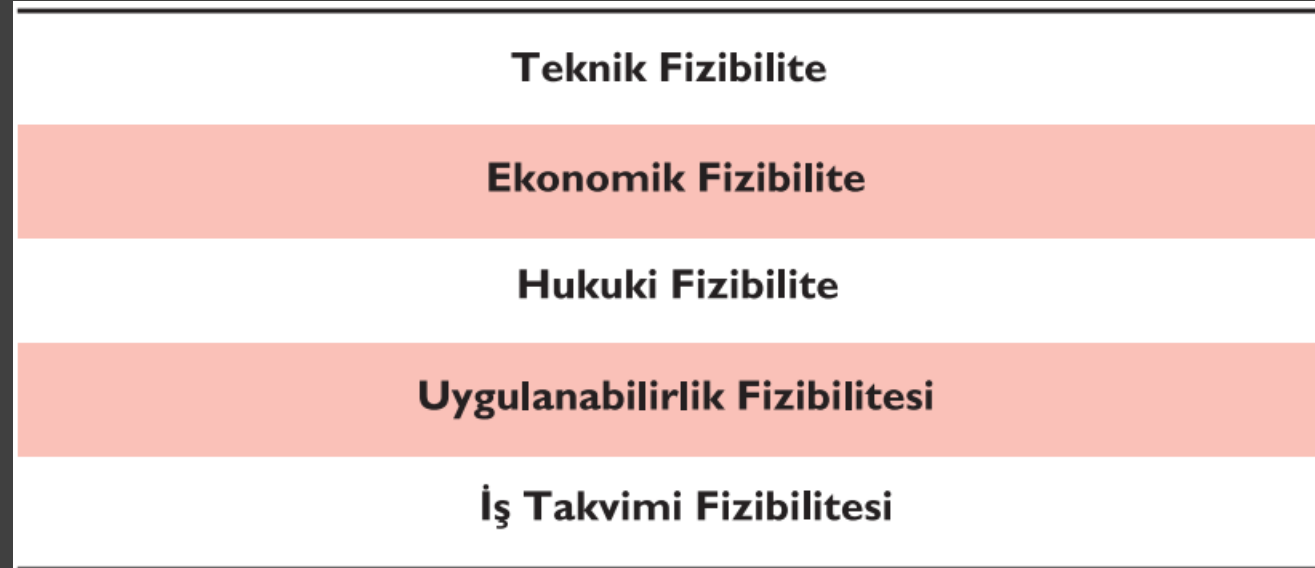 Teknik Fizibilite
Ekonomik Fizibilite
Hukuki Fizibilite
Uygulanabilirlik Fizibilitesi
İş Takvimi Fizibilitesi